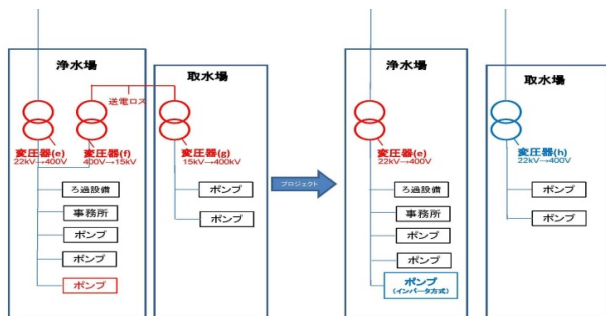 浄水場
取水場
送電ロス
変圧器(e)
22kV→400V
変圧器(f)
400V→15kV
変圧器(g)
15kV→400kV
ろ過設備
事務所
ポンプ
ポンプ
ポンプ
ポンプ
ポンプ
プロジェクト
浄水場
取水場
変圧器(e)
22kV→400V
変圧器(h)
22kV→400V
ろ過設備
事務所
ポンプ
ポンプ
ポンプ
(インバータ方式)
ポンプ
ポンプ